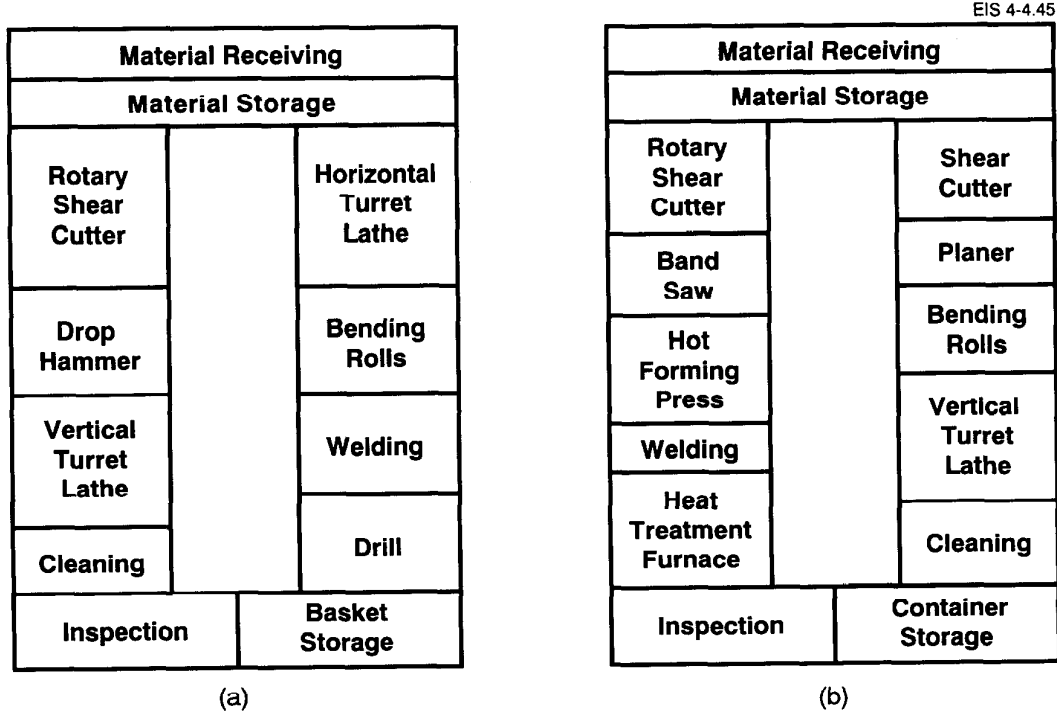 EIS 4-4.45
Material Receiving
Material Storage
Rotary
Shear
Cutter
Drop
Hammer
Vertical
Turret
Lathe
Cleaning
Horizontal
Turret
Lathe
Bending
Rolls
Welding
Drill
Inspection
Basket
Storage
(a)
Material Receiving
Material Storage
Rotary
Shear
Cutter
Band
Saw
Hot
Forming
Press
Welding
Heat
Treatment
Furnace
Shear
Cutter
Planer
Bending
Rolls
Vertical
Turret
Lathe
Cleaning
Inspection
Container
Storage
(b)